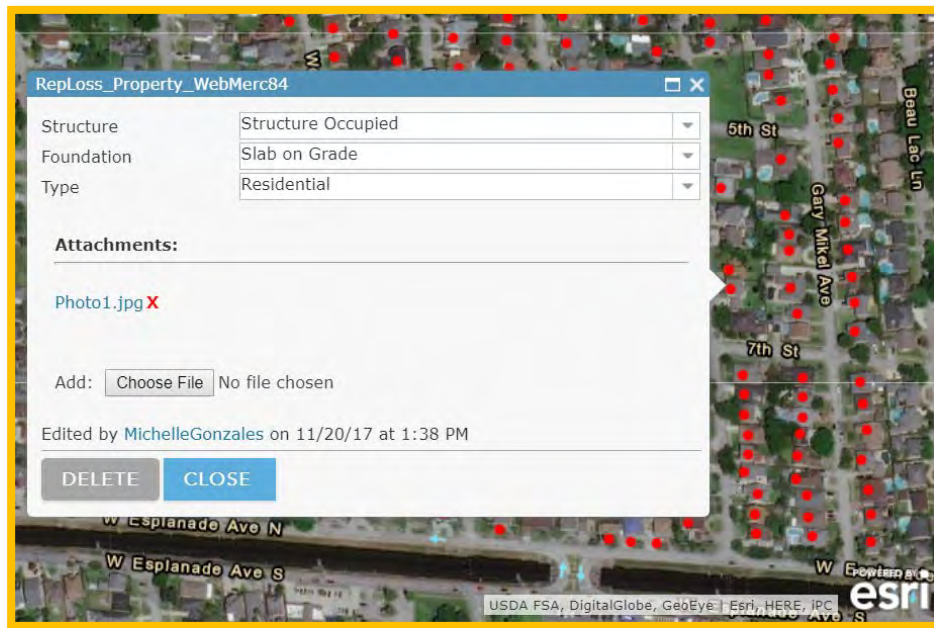 RepLoss_Property_WebMerc84
Structure Structure Occupied
Foundation Slab on Grade
Type Residential
Attachments:
Photo1.jpg X
Add: Choose File No file chosen
Edited by MichelleGonzales on 11/20/17 at 1:38 PM
DELETE CLOSE
5th St
Beau Lac Ln
Gary Mikel Ave
7th St
W Esplanade Ave N
W Esplanade Ave S
POWERED BY
esri
USDA FSA, DigitalGlobe, GeoEye | Esri, HERE, iPC